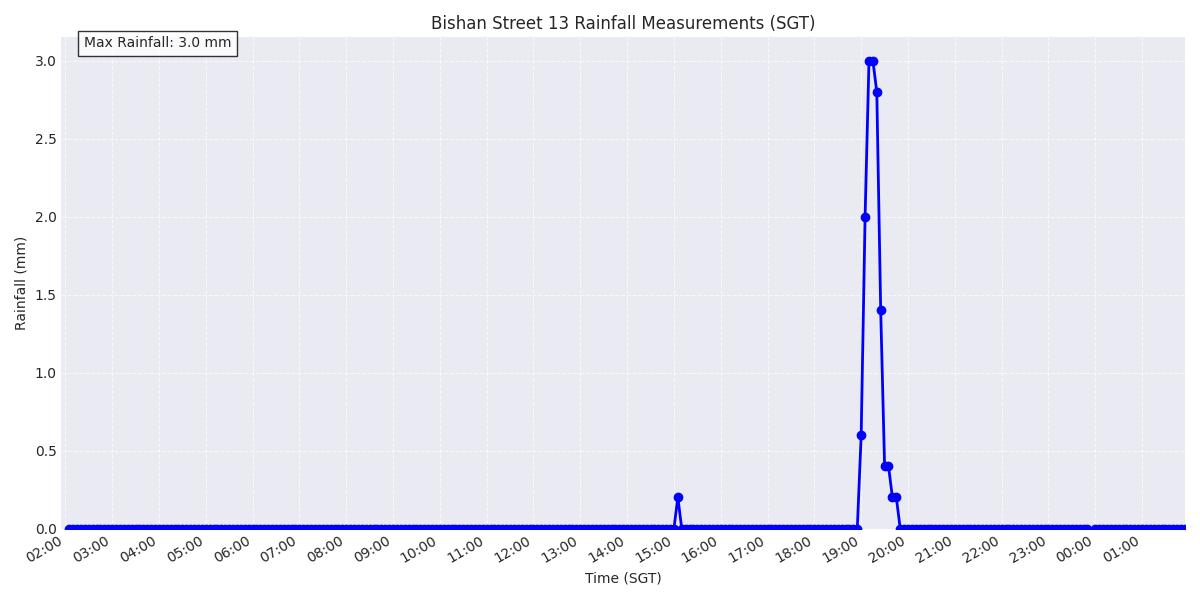 Bishan Street 13 Rainfall Measurements (SGT)
Max Rainfall: 3.0 mm
3.0
2.5
2.0
1.5
1.0
0.5
0.0
Rainfall (mm)
02:00 03:00 04:00 05:00 06:00 07:00 08:00 09:00 10:00 11:00 12:00 13:00 14:00 15:00 16:00 17:00 18:00 19:00 20:00 21:00 22:00 23:00 00:00 01:00
Time (SGT)